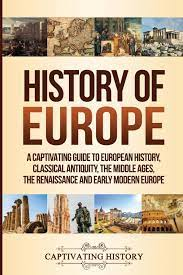 HISTORY OF
EUROPE
A CAPTIVATING GUIDE TO EUROPEAN HISTORY,
CLASSICAL ANTIQUITY, THE MIDDLE AGES,
THE RENAISSANCE AND EARLY MODERN EUROPE
CAPTIVATING HISTORY